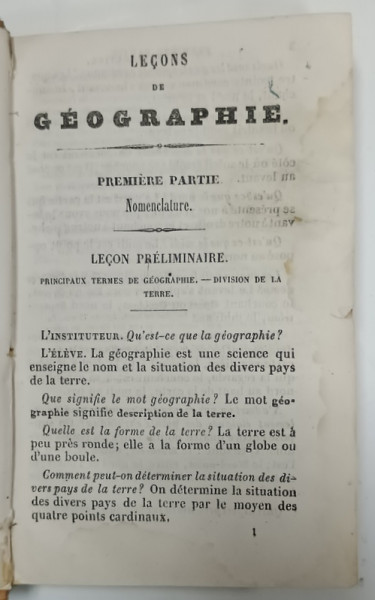 LEÇONS
DE
GÉOGRAPHIE.
PREMIÈRE PARTIE
Nomenclature.
LEÇON PRÉLIMINAIRE.
PRINCIPAUX TERMES DE GÉOGRAPHIE. — DIVISION DE LA
TERRE.
L'INSTITUTEUR. Qu'est-ce que la géographie?
L'ÉLÈVE. La géographie est une science qui
enseigne le nom et la situation des divers pays
de la terre.
Que signifie le mot géographie? Le mot géo-
graphie signifie description de la terre.
Quelle est la forme de la terre? La terre est à
peu près ronde; elle a la forme d'un globe ou
d'une boule.
Comment peut-on déterminer la situation des di-
vers pays de la terre? On détermine la situation
des divers pays de la terre par le moyen des
quatre points cardinaux.
1